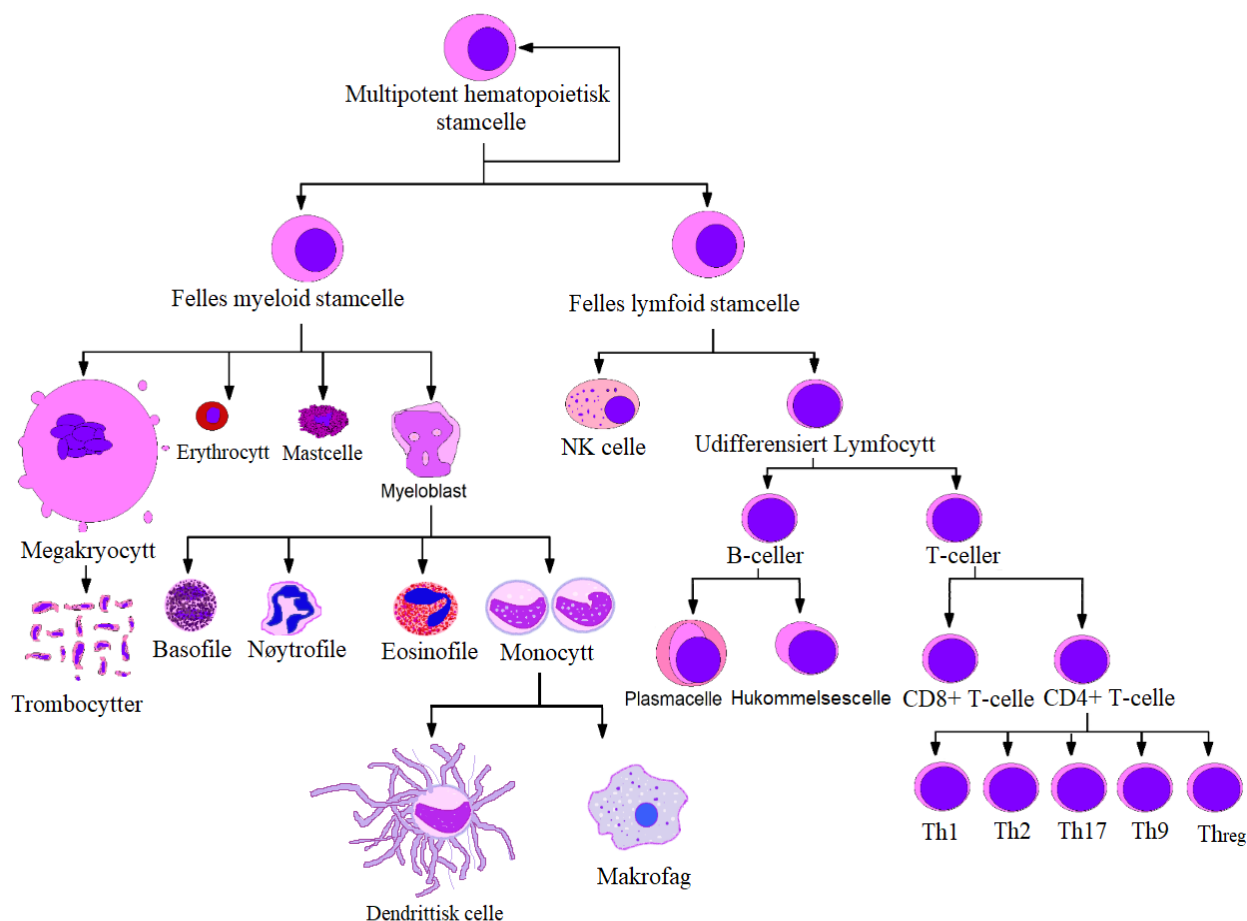 Multipotent hematopoietisk
stamcelle
Felles myeloid stamcelle
Felles lymfoid stamcelle
Megakryocytt
Erythrocytt
Mastcelle
Myeloblast
NK celle
Udifferensiert Lymfocytt
B-celler
T-celler
Trombocytter
Basofile
Nøytrofile
Eosinofile
Monocytt
Plasmacelle
Hukommelsescelle
CD8+ T-celle
CD4+ T-celle
Dendrittisk celle
Makrofag
Th1
Th2
Th17
Th9
Threg